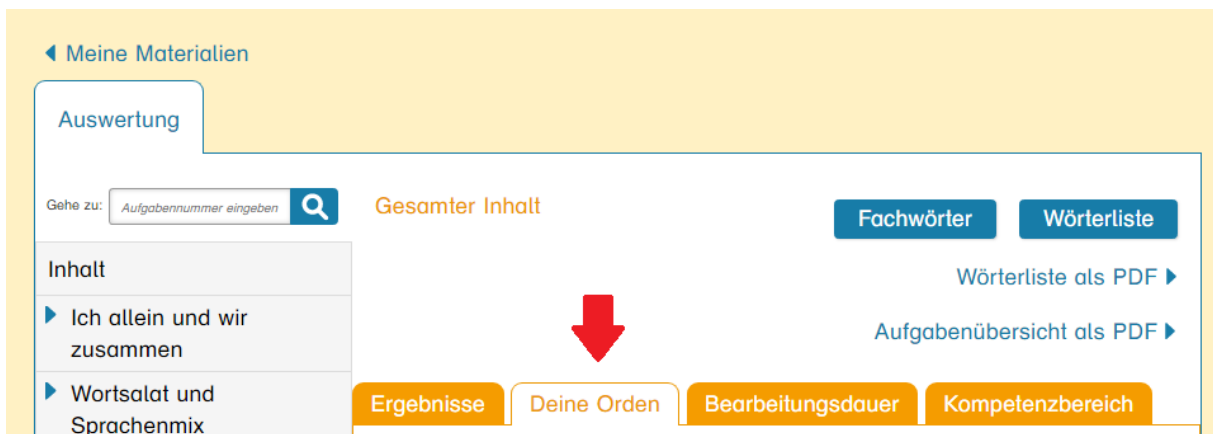 Meine Materialien
Auswertung
Gehe zu: Aufgabennummer eingeben
Gesamter Inhalt
Fachwörter Wörterliste
Inhalt
Wörterliste als PDF
Ich allein und wir
zusammen
Aufgabenübersicht als PDF
Wortsalat und
Sprachenmix
Ergebnisse Deine Orden Bearbeitungsdauer Kompetenzbereich